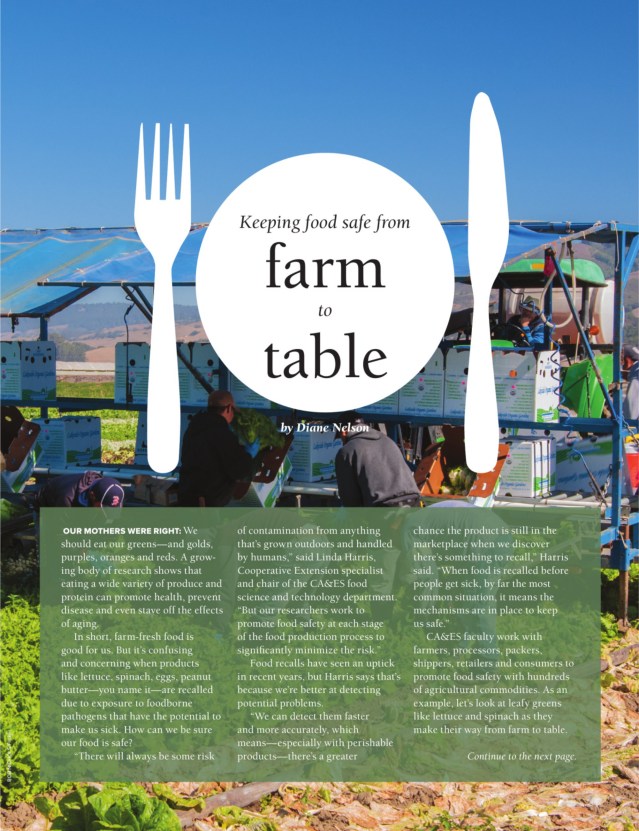 Keeping food safe from
farm
to
table
by Diane Nelson
OUR MOTHERS WERE RIGHT: We
should eat our greens—and golds,
purples, oranges and reds. A grow-
ing body of research shows that
eating a wide variety of produce and
protein can promote health, prevent
disease and even stave off the effects
of aging.
In short, farm-fresh food is
good for us. But it's confusing
and concerning when products
like lettuce, spinach, eggs, peanut
butter—you name it—are recalled
due to exposure to foodborne
pathogens that have the potential to
make us sick. How can we be sure
our food is safe?
"There will always be some risk
of contamination from anything
that's grown outdoors and handled
by humans," said Linda Harris,
Cooperative Extension specialist
and chair of the CA&ES food
science and technology department.
"But our researchers work to
promote food safety at each stage
of the food production process to
significantly minimize the risk."
Food recalls have seen an uptick
in recent years, but Harris says that's
because we're better at detecting
potential problems.
"We can detect them faster
and more accurately, which
means—especially with perishable
products—there's a greater
chance the product is still in the
marketplace when we discover
there's something to recall," Harris
said. "When food is recalled before
people get sick, by far the most
common situation, it means the
mechanisms are in place to keep
us safe."
CA&ES faculty work with
farmers, processors, packers,
shippers, retailers and consumers to
promote food safety with hundreds
of agricultural commodities. As an
example, let's look at leafy greens
like lettuce and spinach as they
make their way from farm to table.
Continue to the next page.